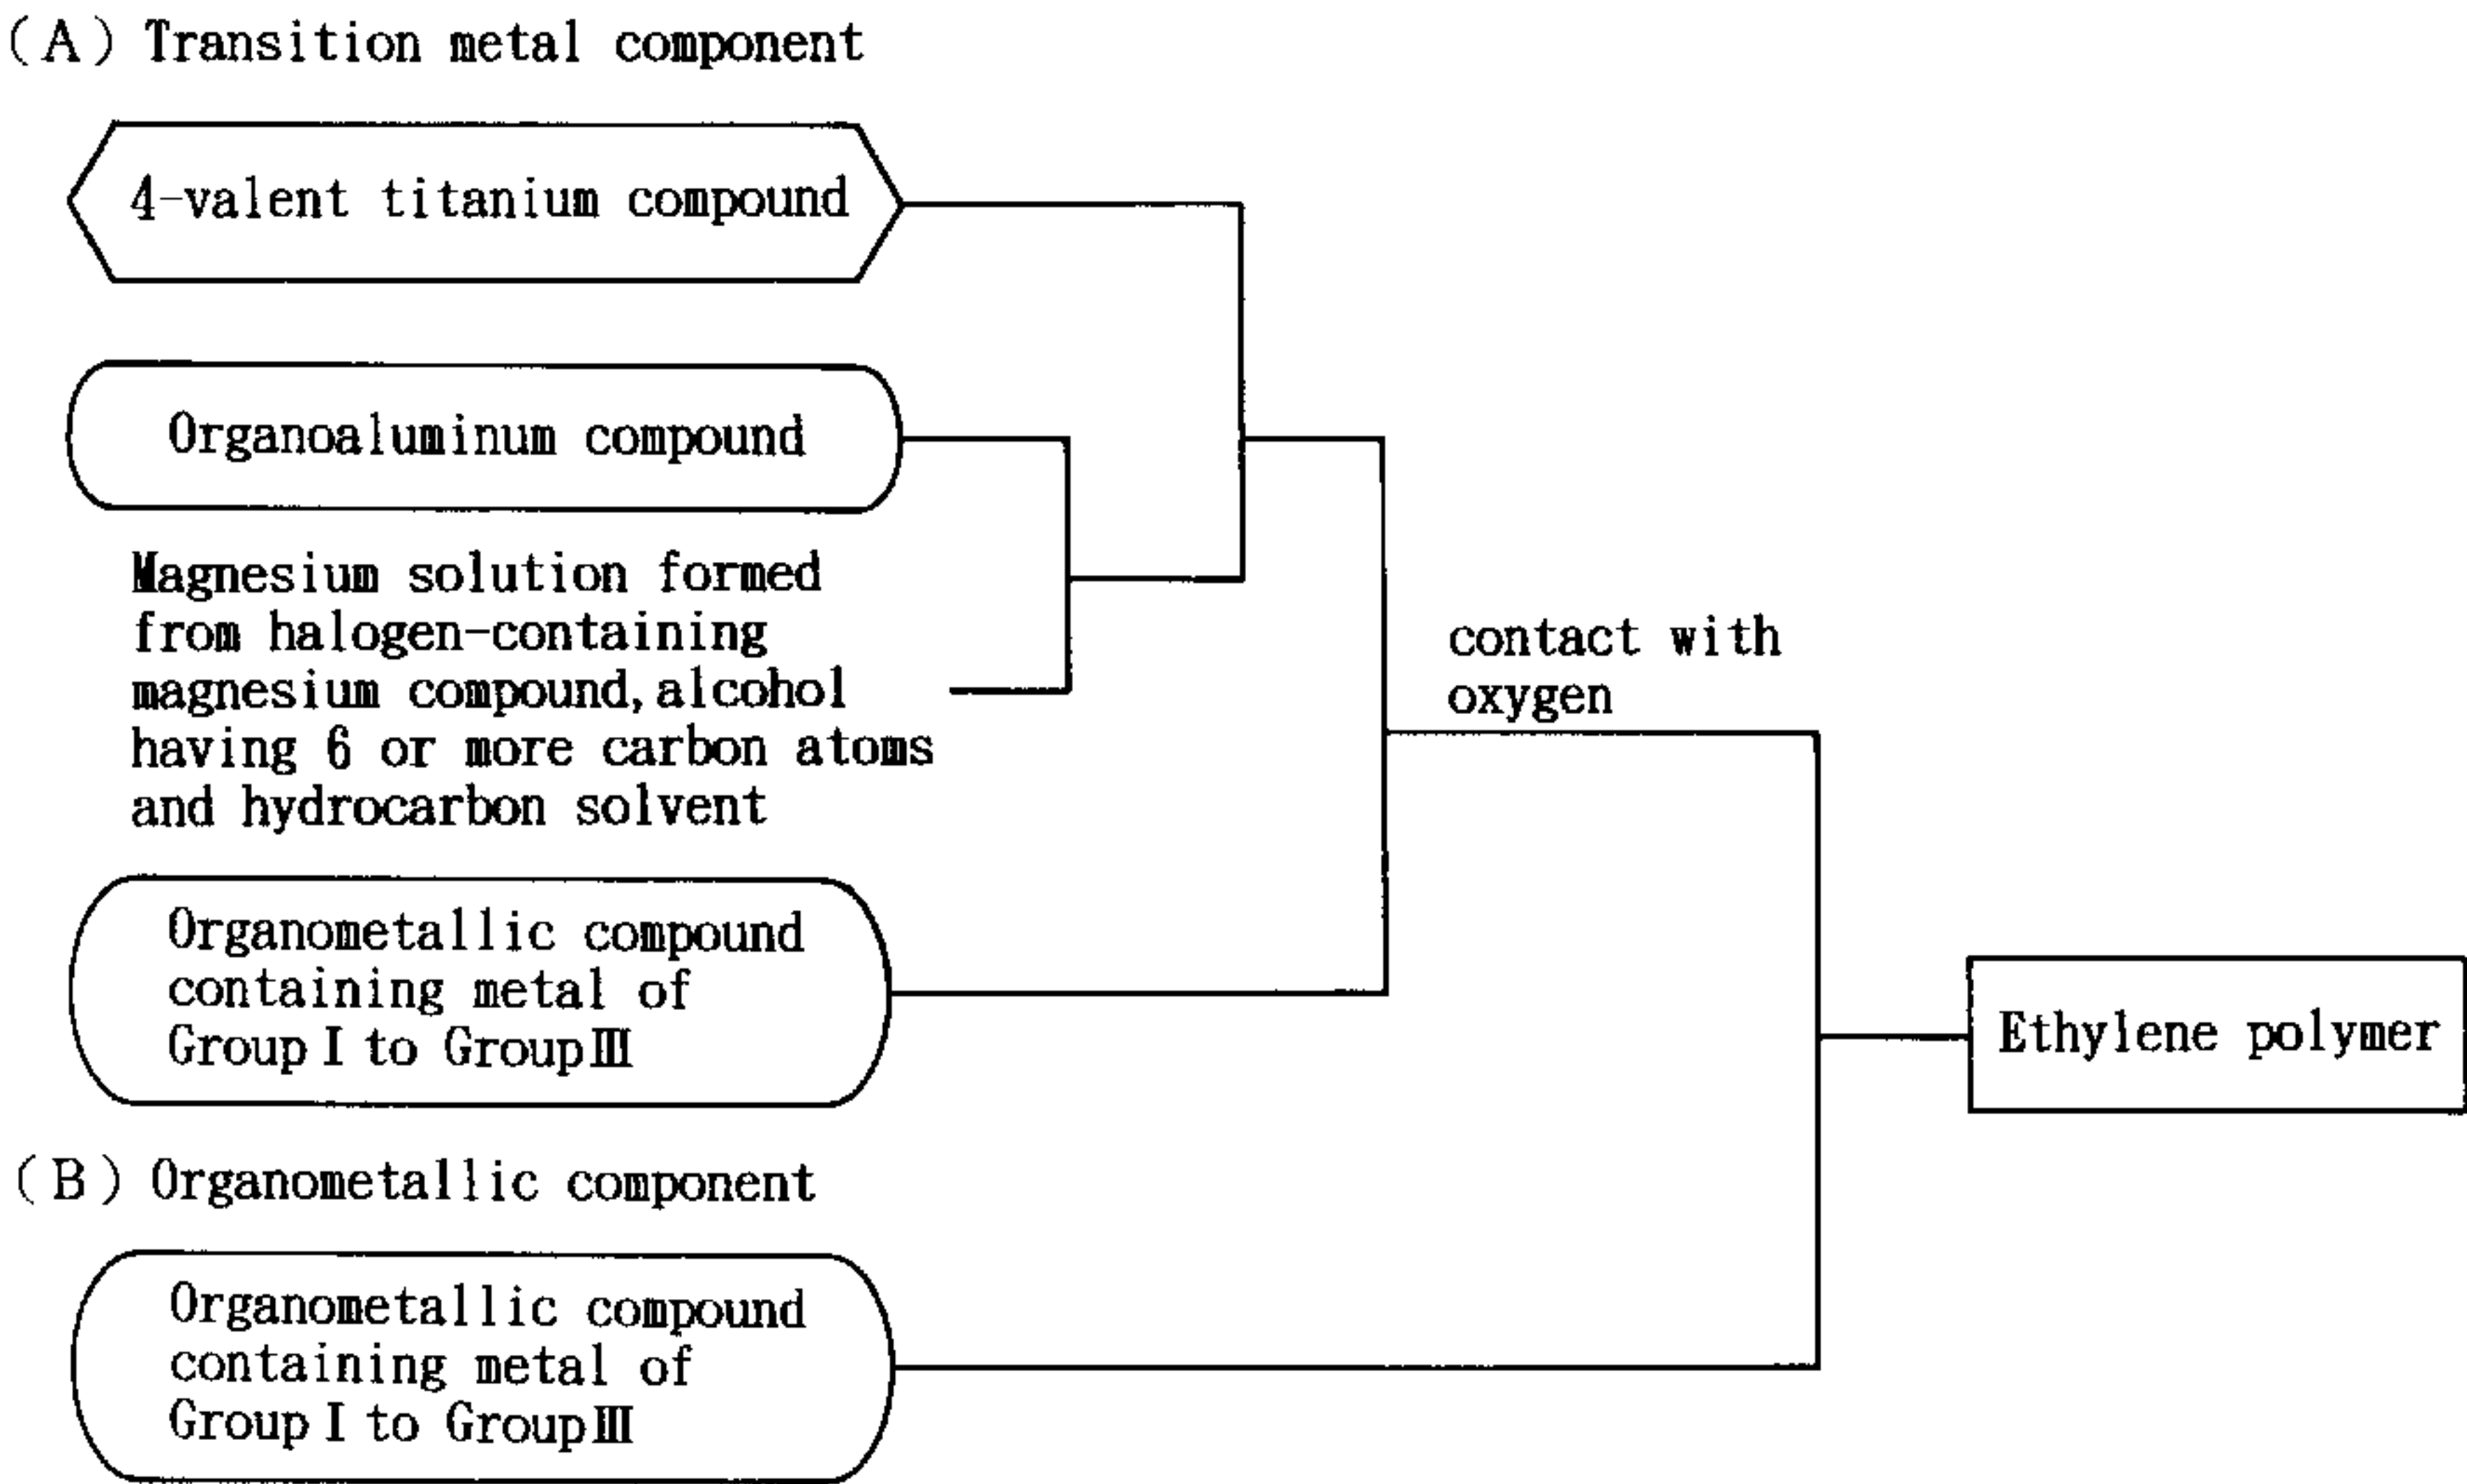 (A) Transition metal component
4-valent titanium compound
Organoaluminum compound
Magnesium solution formed
from halogen-containing
magnesium compound, alcohol
having 6 or more carbon atoms
and hydrocarbon solvent
contact with
oxygen
Organometallic compound
containing metal of
Group I to Group III
Ethylene polymer
(B) Organometallic component
Organometallic compound
containing metal of
Group I to Group III